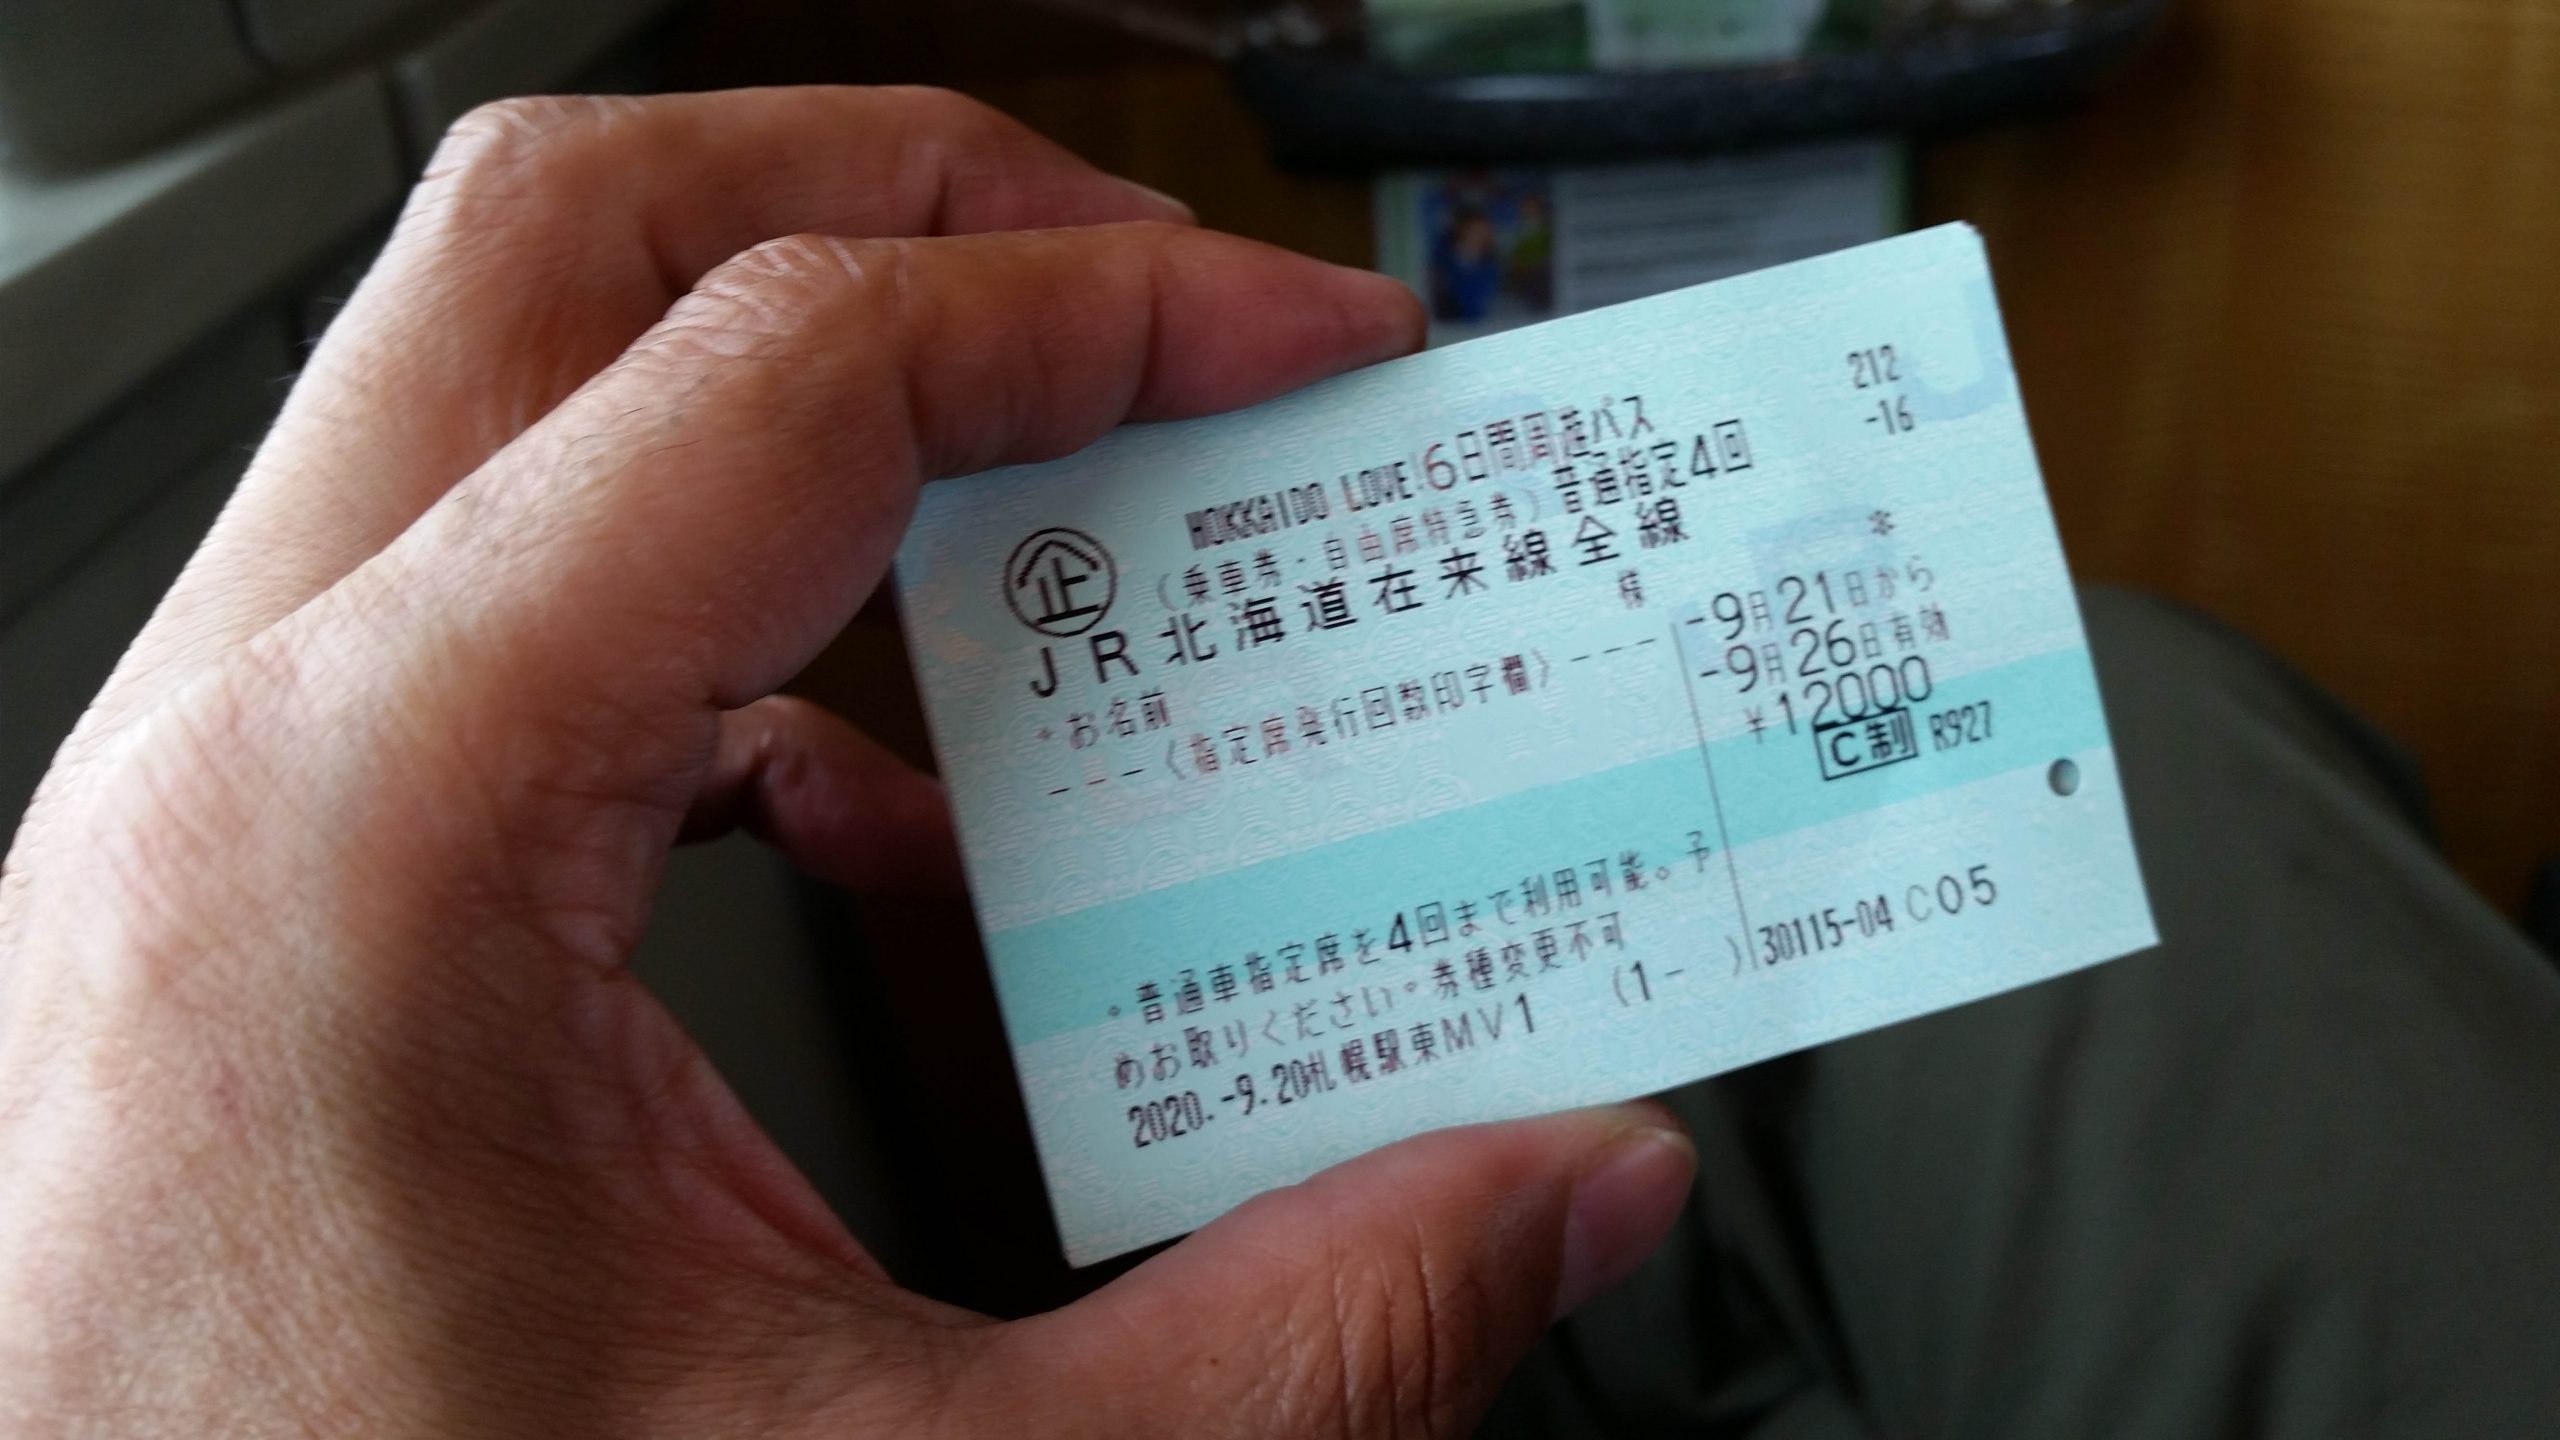 212
-16
HOKKAIDO LOVE!6日間周遊パス
企
(乗車券・自由席特急券)普通指定4回
JR北海道在来線全線
*
*お名前 様
-9月21日から
---〈指定席発行回数印字欄〉---
-9月26日有効
¥12000
C制 R927
。普通車指定席を4回まで利用可能。予
めお取りください。券種変更不可
2020.-9.20札幌駅東MV1 (1- ) 30115-04 C05